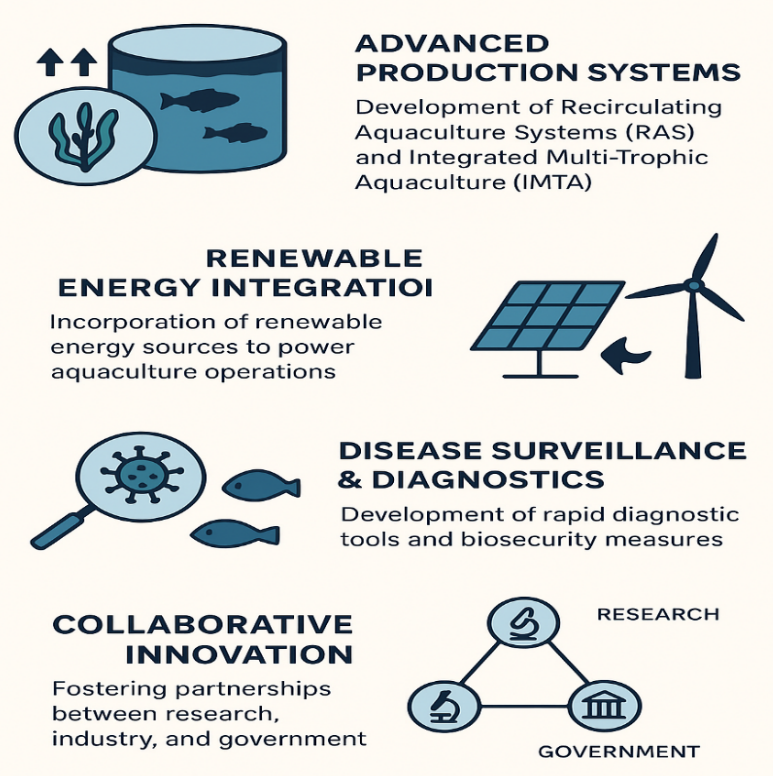 ADVANCED
PRODUCTION SYSTEMS
Development of Recirculating
Aquaculture Systems (RAS)
and Integrated Multi-Trophic
Aquaculture (IMTA)
RENEWABLE
ENERGY INTEGRATIOI
Incorporation of renewable
energy sources to power
aquaculture operations
DISEASE SURVEILLANCE
& DIAGNOSTICS
Development of rapid diagnostic
tools and biosecurity measures
COLLABORATIVE
INNOVATION
Fostering partnerships
between research,
industry, and government
RESEARCH
GOVERNMENT